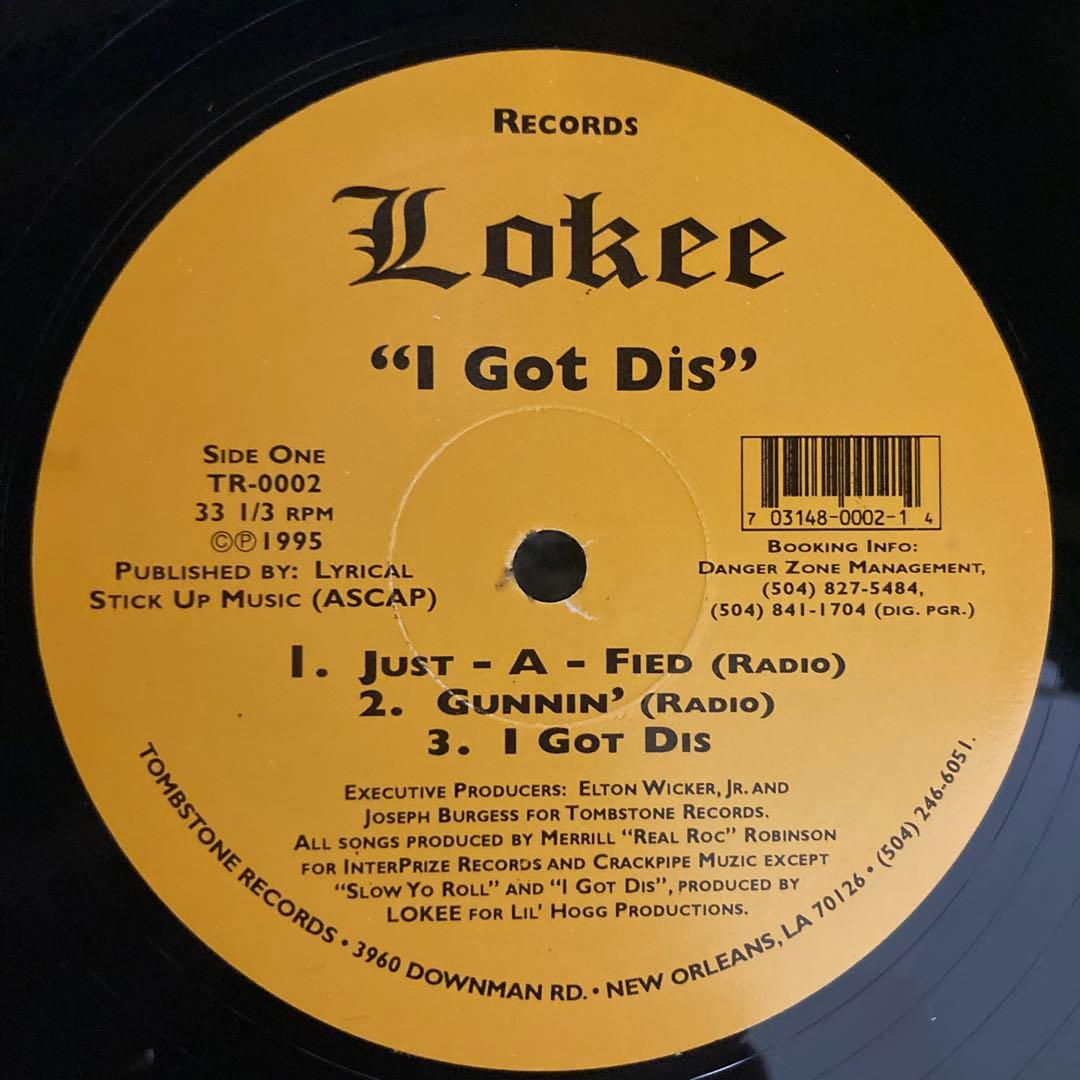 RECORDS
Lokee
“I Got Dis”
SIDE ONE
TR-0002
33 1/3 RPM
©℗1995
PUBLISHED BY: LYRICAL
STICK UP MUSIC (ASCAP)
7 03148-0002-1 4
BOOKING INFO:
DANGER ZONE MANAGEMENT,
(504) 827-5484,
(504) 841-1704 (DIG. PGR.)
1. JUST - A - FIED (RADIO)
2. GUNNIN’ (RADIO)
3. I GOT DIS
EXECUTIVE PRODUCERS: ELTON WICKER, JR. AND
JOSEPH BURGESS FOR TOMBSTONE RECORDS.
ALL SONGS PRODUCED BY MERRILL “REAL ROC” ROBINSON
FOR INTERPRIZE RECORDS AND CRACKPIPE MUZIC EXCEPT
“SLOW YO ROLL” AND “I GOT DIS”, PRODUCED BY
LOKEE FOR LIL’ HOGG PRODUCTIONS.
TOMBSTONE RECORDS • 3960 DOWNMAN RD. • NEW ORLEANS, LA 70126 • (504) 246-6051.